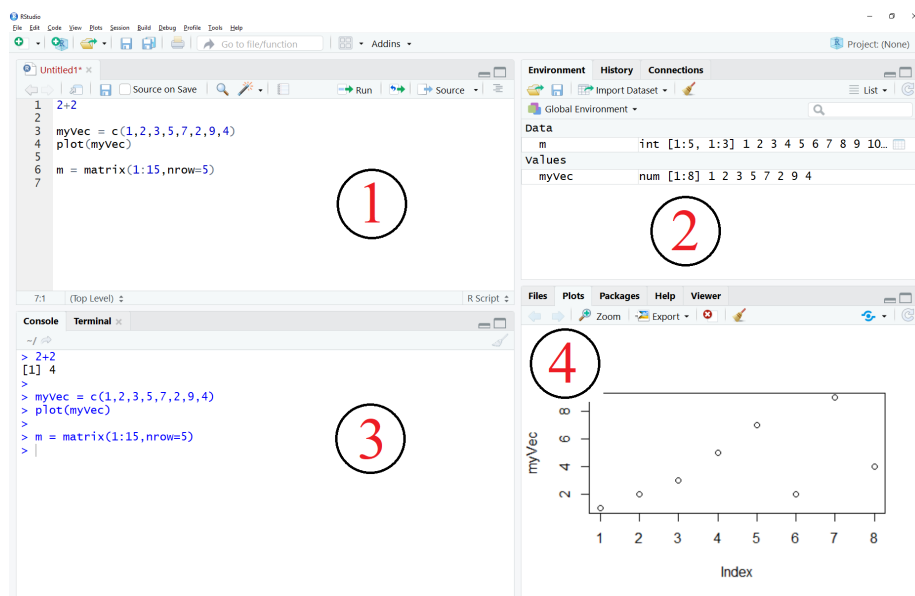 RStudio
File Edit Code View Plots Session Build Debug Profile Tools Help
Go to file/function Addins Project: (None)
Untitled1*
Source on Save Run Source
1 2+2
2
3 myVec = c(1,2,3,5,7,2,9,4)
4 plot(myVec)
5
6 m = matrix(1:15,nrow=5)
7
1
7:1 (Top Level) R Script
Environment History Connections
Import Dataset List
Global Environment
Data
m int [1:5, 1:3] 1 2 3 4 5 6 7 8 9 10…
Values
myVec num [1:8] 1 2 3 5 7 2 9 4
2
Console Terminal
~/
> 2+2
[1] 4
>
> myVec = c(1,2,3,5,7,2,9,4)
> plot(myVec)
>
> m = matrix(1:15,nrow=5)
>
3
Files Plots Packages Help Viewer
Zoom Export
4
myVec
8
6
4
2
1 2 3 4 5 6 7 8
Index